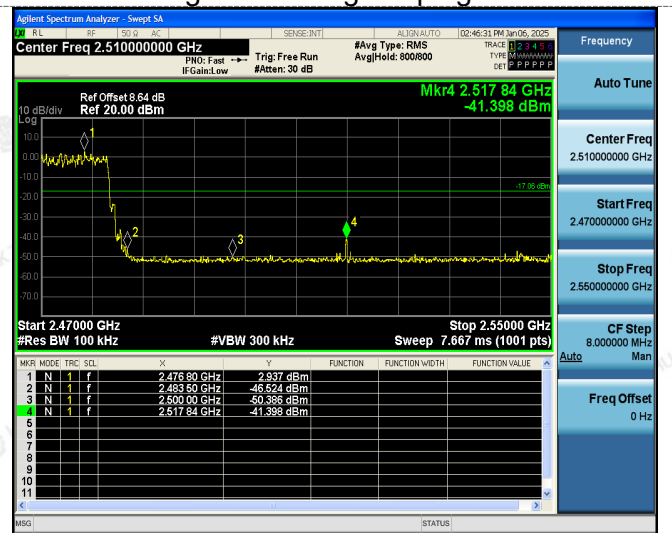 Agilent Spectrum Analyzer - Swept SA
RL RF 50 Ω AC SENSE:INT ALIGN AUTO 02:46:31 PM Jan 06, 2025
Center Freq 2.510000000 GHz
PNO: Fast
IFGain:Low
Trig: Free Run
#Atten: 30 dB
#Avg Type: RMS
Avg|Hold: 800/800
TRACE 1 2 3 4 5 6
TYPE M WWWWW
DET P P P P P P
Frequency
Auto Tune
Center Freq
2.510000000 GHz
Start Freq
2.470000000 GHz
Stop Freq
2.550000000 GHz
CF Step
8.000000 MHz
Auto Man
Freq Offset
0 Hz
Ref Offset 8.64 dB
10 dB/div Ref 20.00 dBm
Log
Mkr4 2.517 84 GHz
-41.398 dBm
10.0
0.00
-10.0
-20.0
-30.0
-40.0
-50.0
-60.0
-70.0
1
2
3
4
-17.06 dBm
Start 2.47000 GHz Stop 2.55000 GHz
#Res BW 100 kHz #VBW 300 kHz Sweep 7.667 ms (1001 pts)
MKR MODE TRC SCL X Y FUNCTION FUNCTION WIDTH FUNCTION VALUE
1 N 1 f 2.476 80 GHz 2.937 dBm
2 N 1 f 2.483 50 GHz -46.524 dBm
3 N 1 f 2.500 00 GHz -50.386 dBm
4 N 1 f 2.517 84 GHz -41.398 dBm
5
6
7
8
9
10
11
MSG STATUS